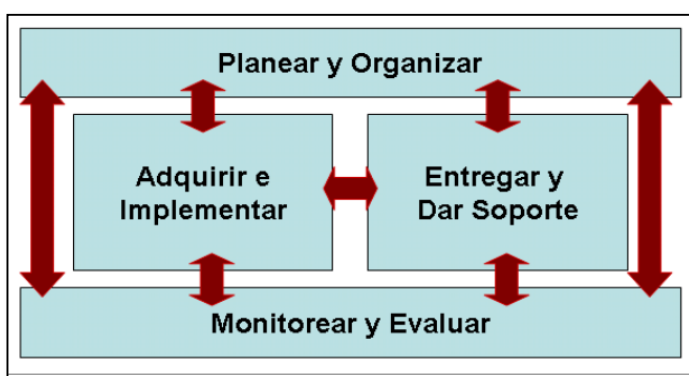 Planear y Organizar
Adquirir e
Implementar
Entregar y
Dar Soporte
Monitorear y Evaluar